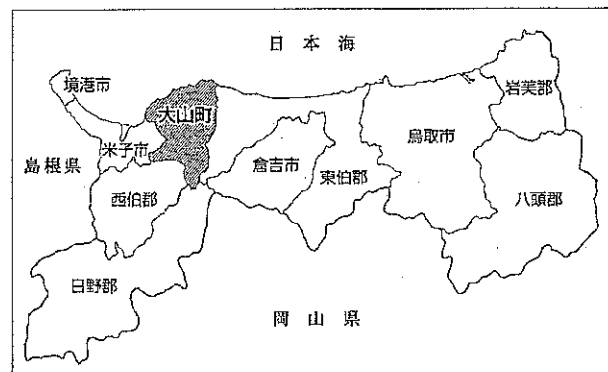 日本海
境港市
大山町
岩美郡
米子市
鳥取市
島根県
倉吉市
東伯郡
八頭郡
西伯郡
日野郡
岡山県